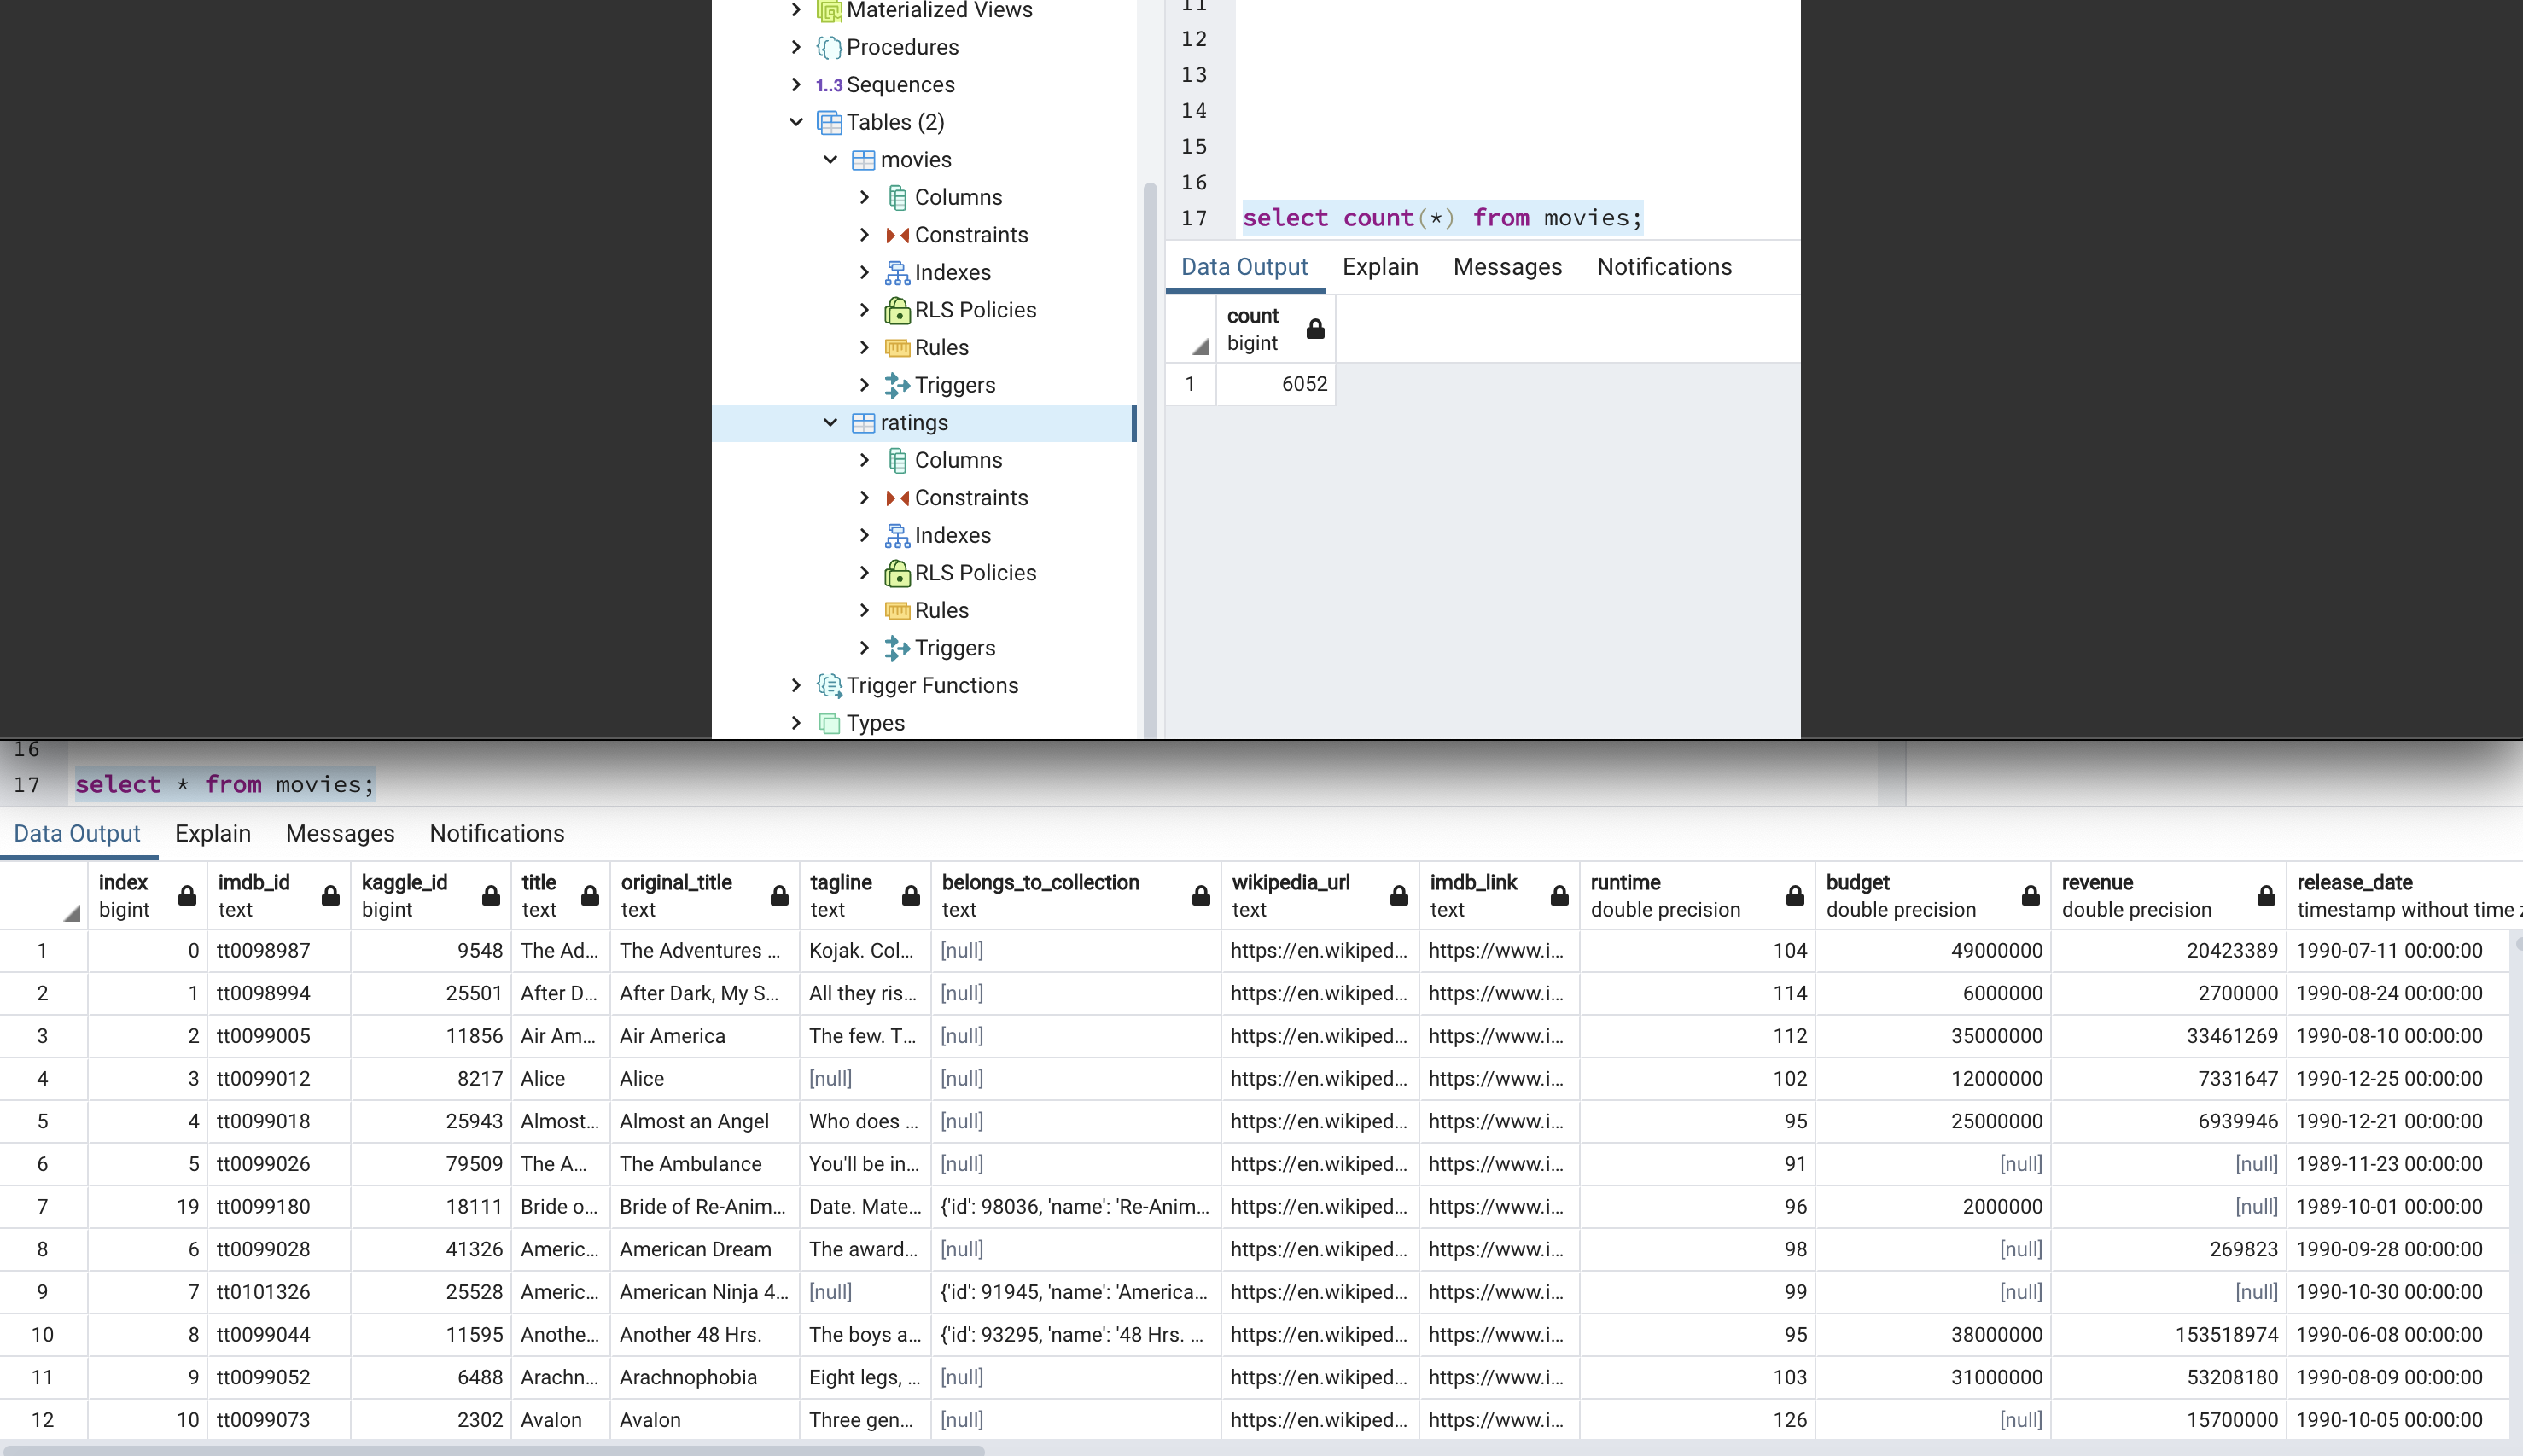 Materialized Views
Procedures
1..3 Sequences
Tables (2)
movies
Columns
Constraints
Indexes
RLS Policies
Rules
Triggers
ratings
Columns
Constraints
Indexes
RLS Policies
Rules
Triggers
Trigger Functions
Types
11
12
13
14
15
16
17 select count(*) from movies;
Data Output Explain Messages Notifications
count
bigint
1 6052
16
17 select * from movies;
Data Output Explain Messages Notifications
index imdb_id kaggle_id title original_title tagline belongs_to_collection wikipedia_url imdb_link runtime budget revenue release_date
bigint text bigint text text text text text text double precision double precision double precision timestamp without time z
1 0 tt0098987 9548 The Ad... The Adventures ... Kojak. Col... [null] https://en.wikiped... https://www.i... 104 49000000 20423389 1990-07-11 00:00:00
2 1 tt0098994 25501 After D... After Dark, My S... All they ris... [null] https://en.wikiped... https://www.i... 114 6000000 2700000 1990-08-24 00:00:00
3 2 tt0099005 11856 Air Am... Air America The few. T... [null] https://en.wikiped... https://www.i... 112 35000000 33461269 1990-08-10 00:00:00
4 3 tt0099012 8217 Alice Alice [null] [null] https://en.wikiped... https://www.i... 102 12000000 7331647 1990-12-25 00:00:00
5 4 tt0099018 25943 Almost... Almost an Angel Who does ... [null] https://en.wikiped... https://www.i... 95 25000000 6939946 1990-12-21 00:00:00
6 5 tt0099026 79509 The A... The Ambulance You'll be in... [null] https://en.wikiped... https://www.i... 91 [null] [null] 1989-11-23 00:00:00
7 19 tt0099180 18111 Bride o... Bride of Re-Anim... Date. Mate... {'id': 98036, 'name': 'Re-Anim... https://en.wikiped... https://www.i... 96 2000000 [null] 1989-10-01 00:00:00
8 6 tt0099028 41326 Americ... American Dream The award... [null] https://en.wikiped... https://www.i... 98 [null] 269823 1990-09-28 00:00:00
9 7 tt0101326 25528 Americ... American Ninja 4... [null] {'id': 91945, 'name': 'America... https://en.wikiped... https://www.i... 99 [null] [null] 1990-10-30 00:00:00
10 8 tt0099044 11595 Anothe... Another 48 Hrs. The boys a... {'id': 93295, 'name': '48 Hrs. ... https://en.wikiped... https://www.i... 95 38000000 153518974 1990-06-08 00:00:00
11 9 tt0099052 6488 Arachn... Arachnophobia Eight legs, ... [null] https://en.wikiped... https://www.i... 103 31000000 53208180 1990-08-09 00:00:00
12 10 tt0099073 2302 Avalon Avalon Three gen... [null] https://en.wikiped... https://www.i... 126 [null] 15700000 1990-10-05 00:00:00